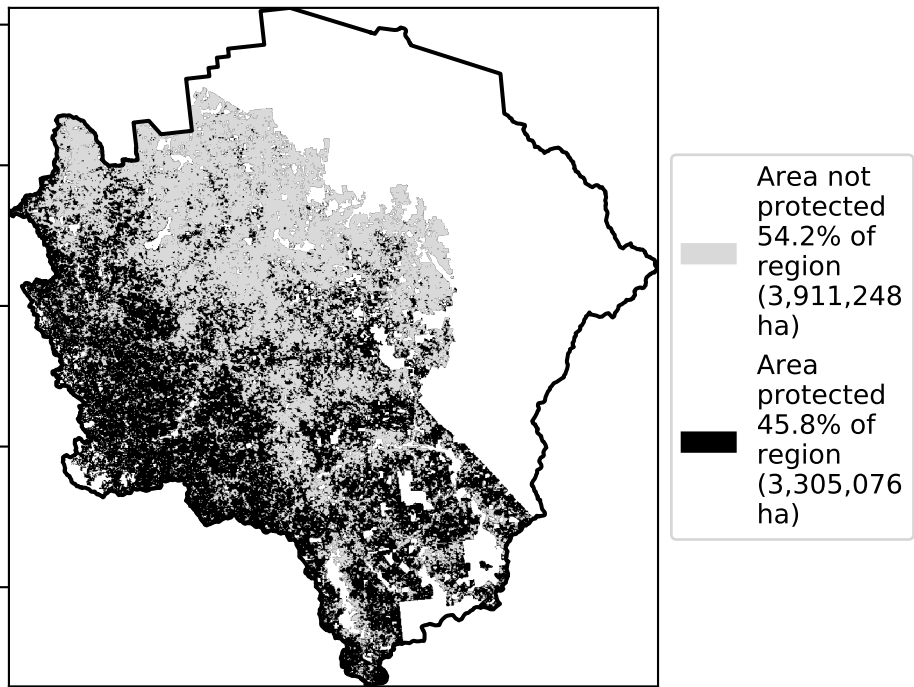 Area not
protected
54.2% of
region
(3,911,248
ha)
Area
protected
45.8% of
region
(3,305,076
ha)